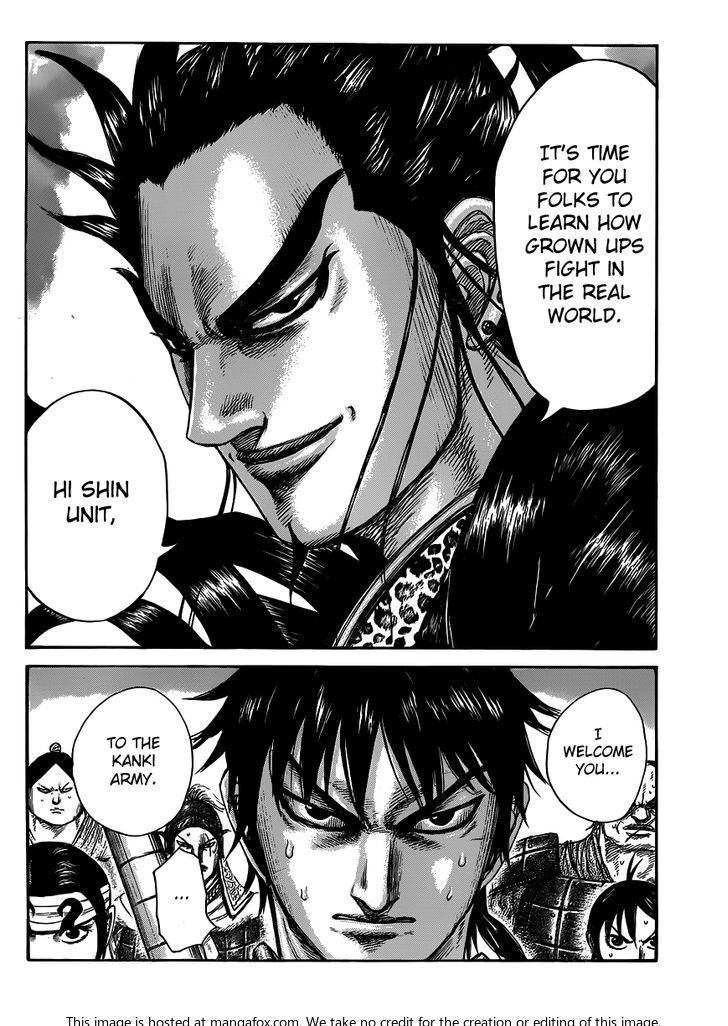 IT'S TIME
FOR YOU
FOLKS TO
LEARN HOW
GROWN UPS
FIGHT IN
THE REAL
WORLD.
HI SHIN
UNIT,
I
WELCOME
YOU...
TO THE
KANKI
ARMY.
...
?
This image is hosted at mangafox.com. We take no credit for the creation or editing of this image.